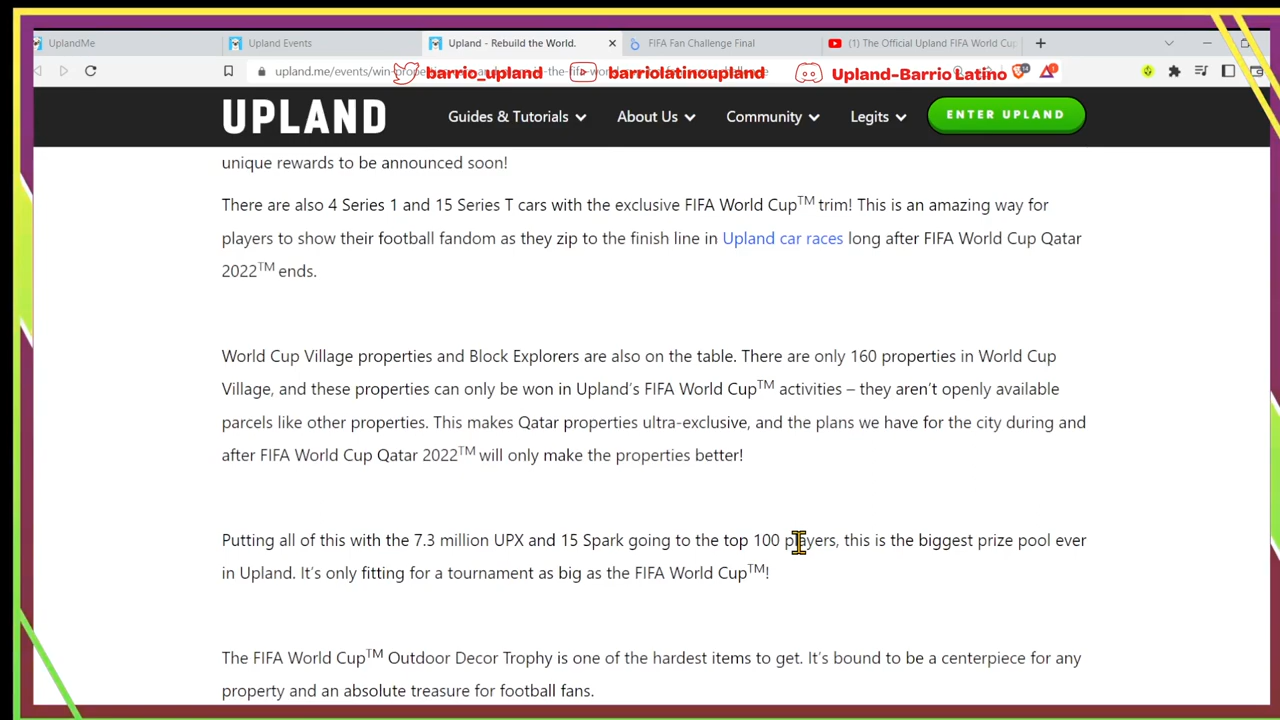 UplandMe
Upland Events
Upland - Rebuild the World.
FIFA Fan Challenge Final
(1) The Official Upland FIFA World Cup
upland.me/events/win-
barrio_upland
barriolatinoupland
Upland-Barrio Latino
UPLAND
Guides & Tutorials
About Us
Community
Legits
ENTER UPLAND
unique rewards to be announced soon!
There are also 4 Series 1 and 15 Series T cars with the exclusive FIFA World Cup™ trim! This is an amazing way for
players to show their football fandom as they zip to the finish line in Upland car races long after FIFA World Cup Qatar
2022™ ends.
World Cup Village properties and Block Explorers are also on the table. There are only 160 properties in World Cup
Village, and these properties can only be won in Upland’s FIFA World Cup™ activities – they aren’t openly available
parcels like other properties. This makes Qatar properties ultra-exclusive, and the plans we have for the city during and
after FIFA World Cup Qatar 2022™ will only make the properties better!
Putting all of this with the 7.3 million UPX and 15 Spark going to the top 100 players, this is the biggest prize pool ever
in Upland. It’s only fitting for a tournament as big as the FIFA World Cup™!
The FIFA World Cup™ Outdoor Decor Trophy is one of the hardest items to get. It’s bound to be a centerpiece for any
property and an absolute treasure for football fans.